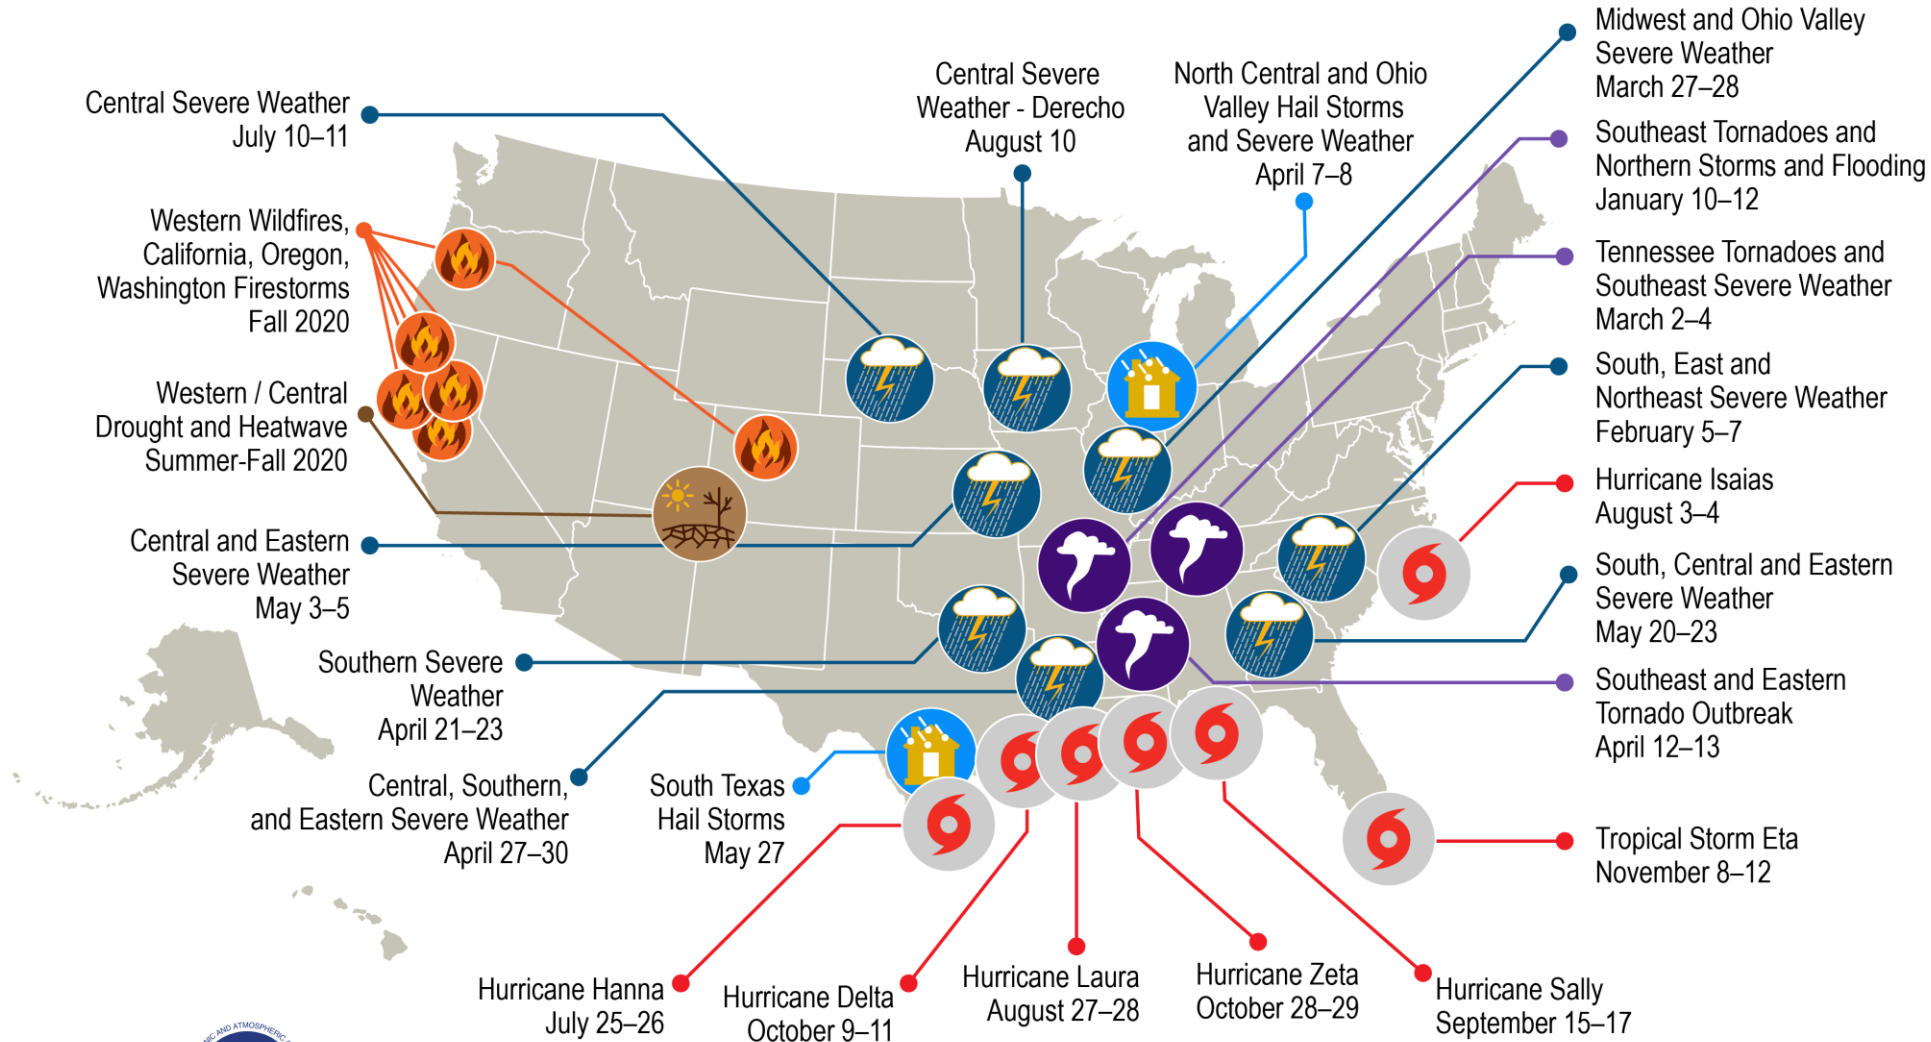 Central Severe Weather
July 10–11
Western Wildfires,
California, Oregon,
Washington Firestorms
Fall 2020
Western / Central
Drought and Heatwave
Summer-Fall 2020
Central and Eastern
Severe Weather
May 3–5
Southern Severe
Weather
April 21–23
Central, Southern,
and Eastern Severe Weather
April 27–30
South Texas
Hail Storms
May 27
Central Severe
Weather - Derecho
August 10
North Central and Ohio
Valley Hail Storms
and Severe Weather
April 7–8
Midwest and Ohio Valley
Severe Weather
March 27–28
Southeast Tornadoes and
Northern Storms and Flooding
January 10–12
Tennessee Tornadoes and
Southeast Severe Weather
March 2–4
South, East and
Northeast Severe Weather
February 5–7
Hurricane Isaias
August 3–4
South, Central and Eastern
Severe Weather
May 20–23
Southeast and Eastern
Tornado Outbreak
April 12–13
Tropical Storm Eta
November 8–12
Hurricane Hanna
July 25–26
Hurricane Delta
October 9–11
Hurricane Laura
August 27–28
Hurricane Zeta
October 28–29
Hurricane Sally
September 15–17
AND ATMOSPHERIC